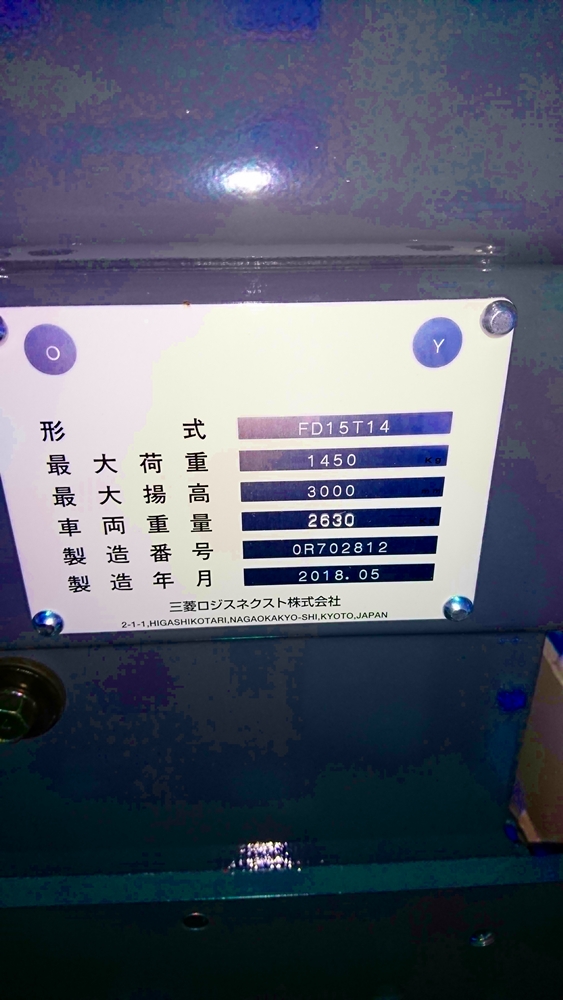 O Y
形式 FD15T14
最大荷重 1450 Kg
最大揚高 3000
車両重量 2630
製造番号 0R702812
製造年月 2018.05
三菱ロジスネクスト株式会社
2-1-1,HIGASHIKOTARI,NAGAOKAKYO-SHI,KYOTO,JAPAN